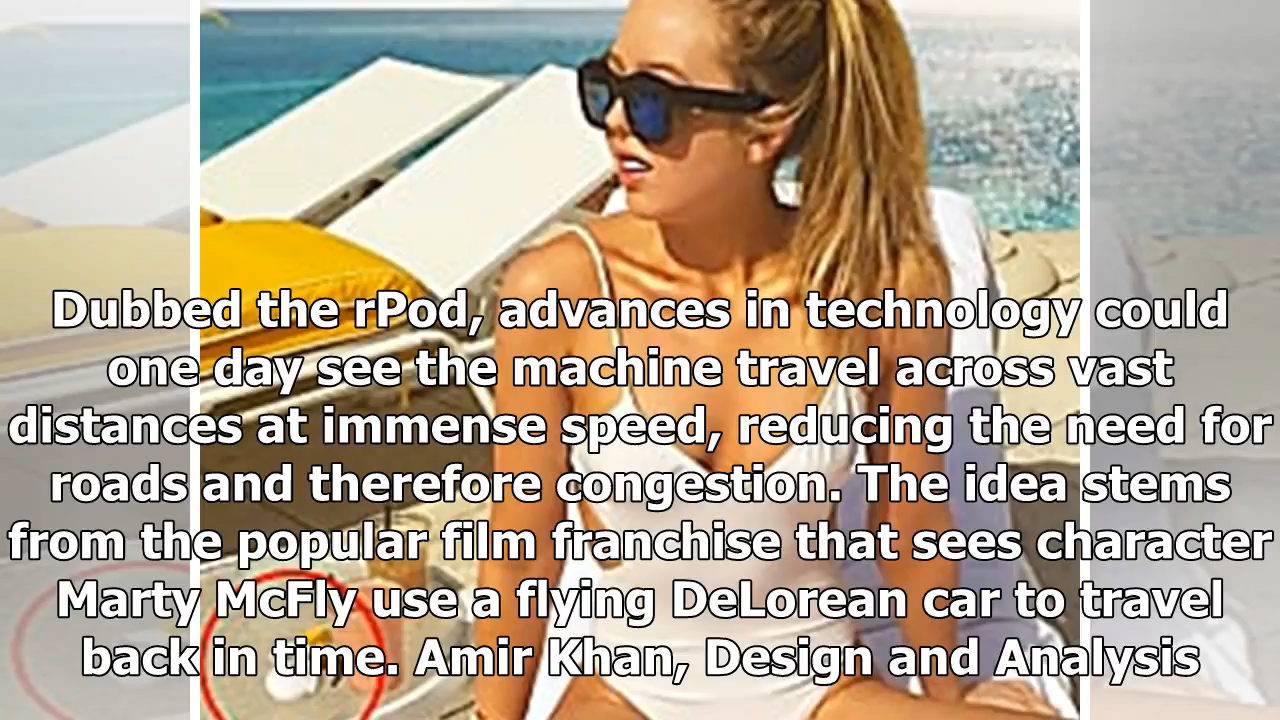 Dubbed the rPod, advances in technology could
one day see the machine travel across vast
distances at immense speed, reducing the need for
roads and therefore congestion. The idea stems
from the popular film franchise that sees character
Marty McFly use a flying DeLorean car to travel
back in time. Amir Khan, Design and Analysis